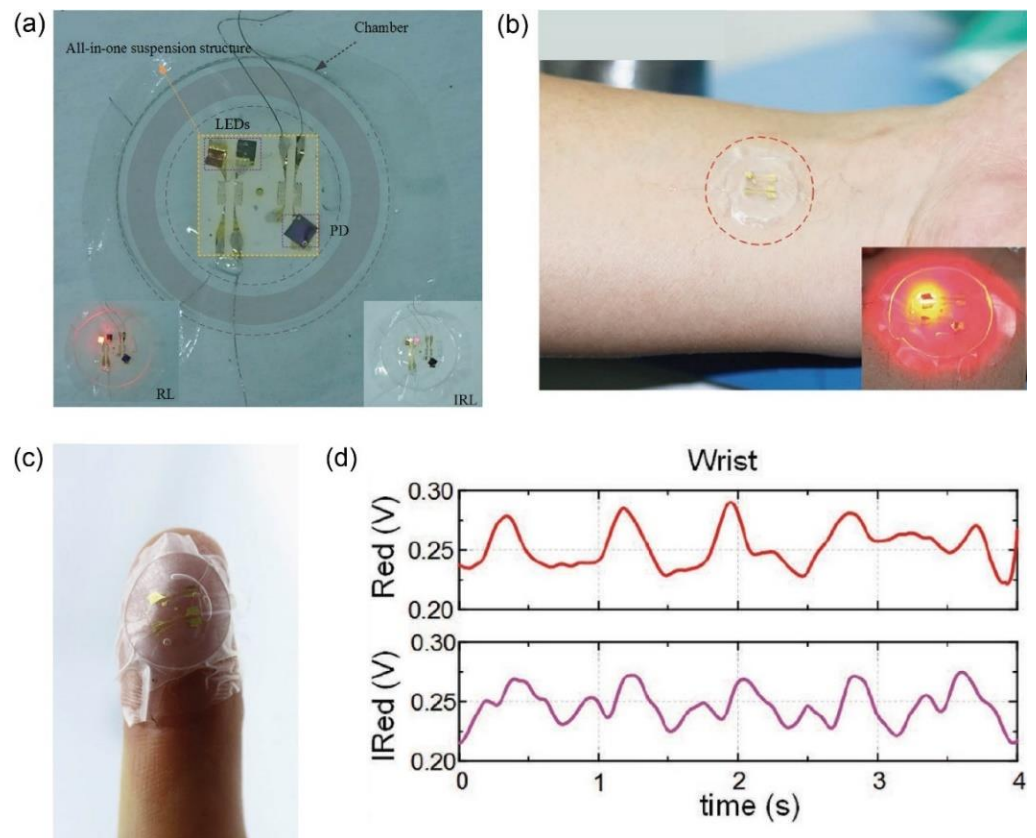 (a)
Chamber
All-in-one suspension structure
LEDs
PD
RL
IRL
(b)
(c)
(d)
Wrist
Red (V)
0.30
0.25
0.20
IRed (V)
0.30
0.25
0.20
0
1
2
3
4
time (s)